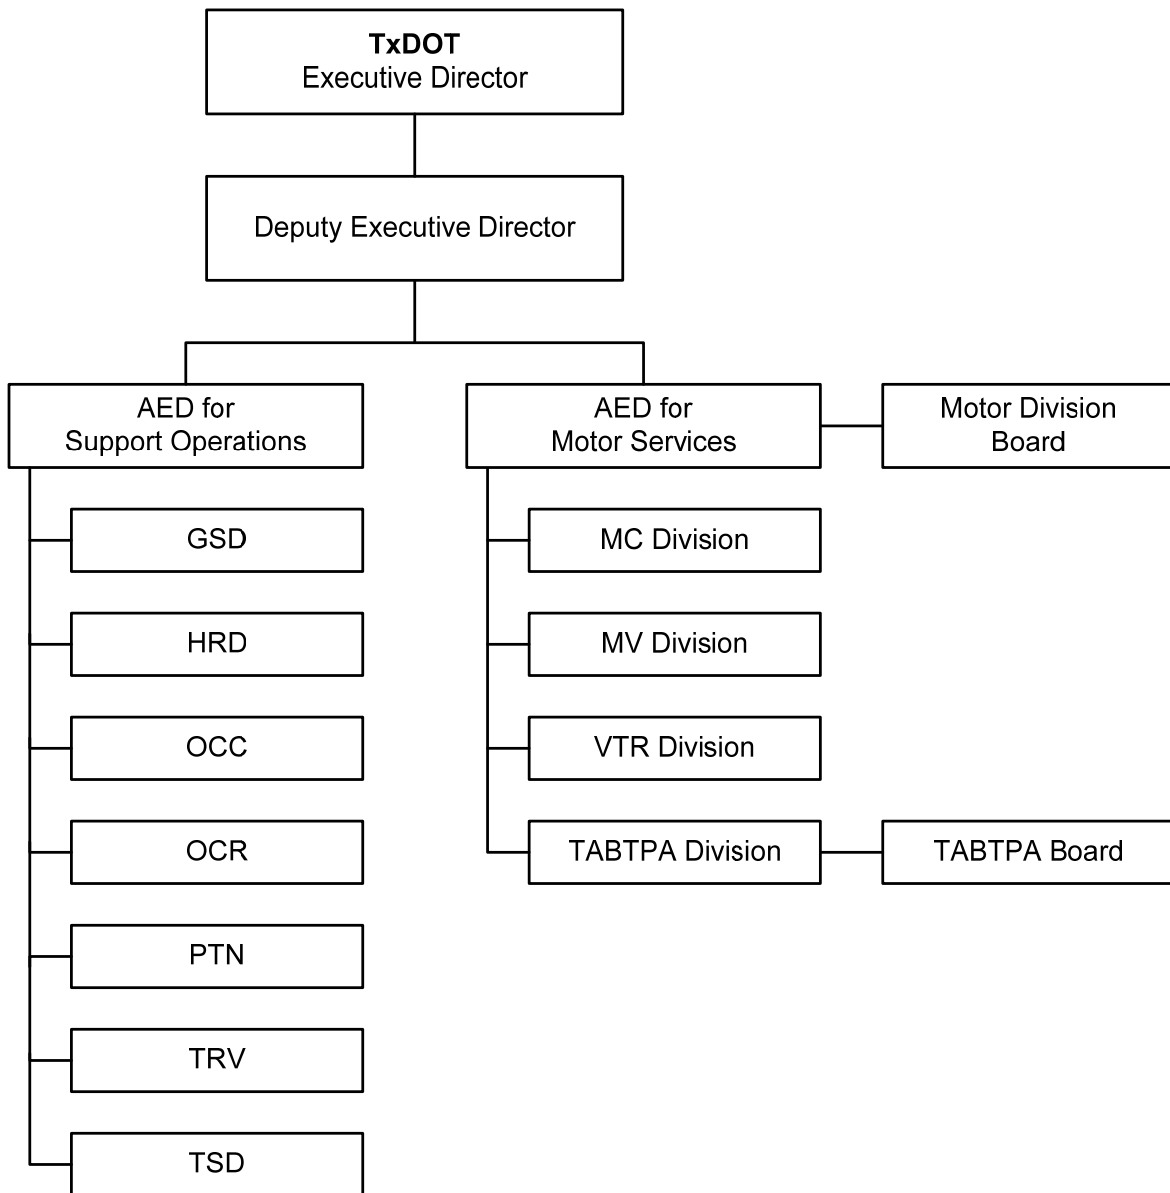 TxDOT
Executive Director
Deputy Executive Director
AED for
Support Operations
AED for
Motor Services
Motor Division
Board
GSD
HRD
OCC
OCR
PTN
TRV
TSD
MC Division
MV Division
VTR Division
TABTPA Division
TABTPA Board